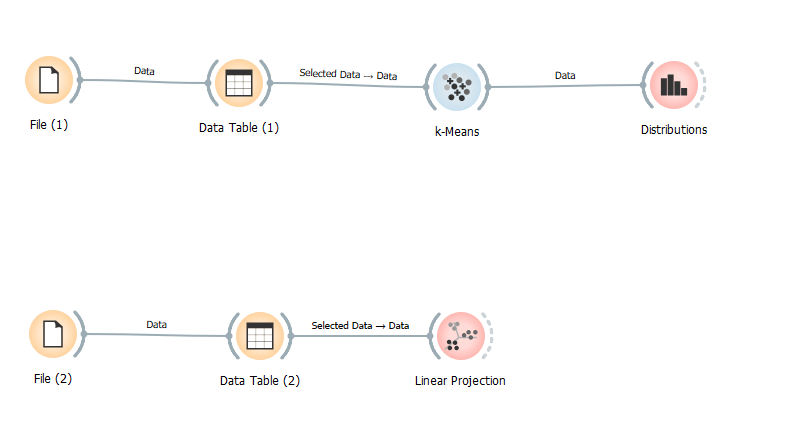 Data
Selected Data → Data
Data
File (1)
Data Table (1)
k-Means
Distributions
Data
Selected Data → Data
File (2)
Data Table (2)
Linear Projection